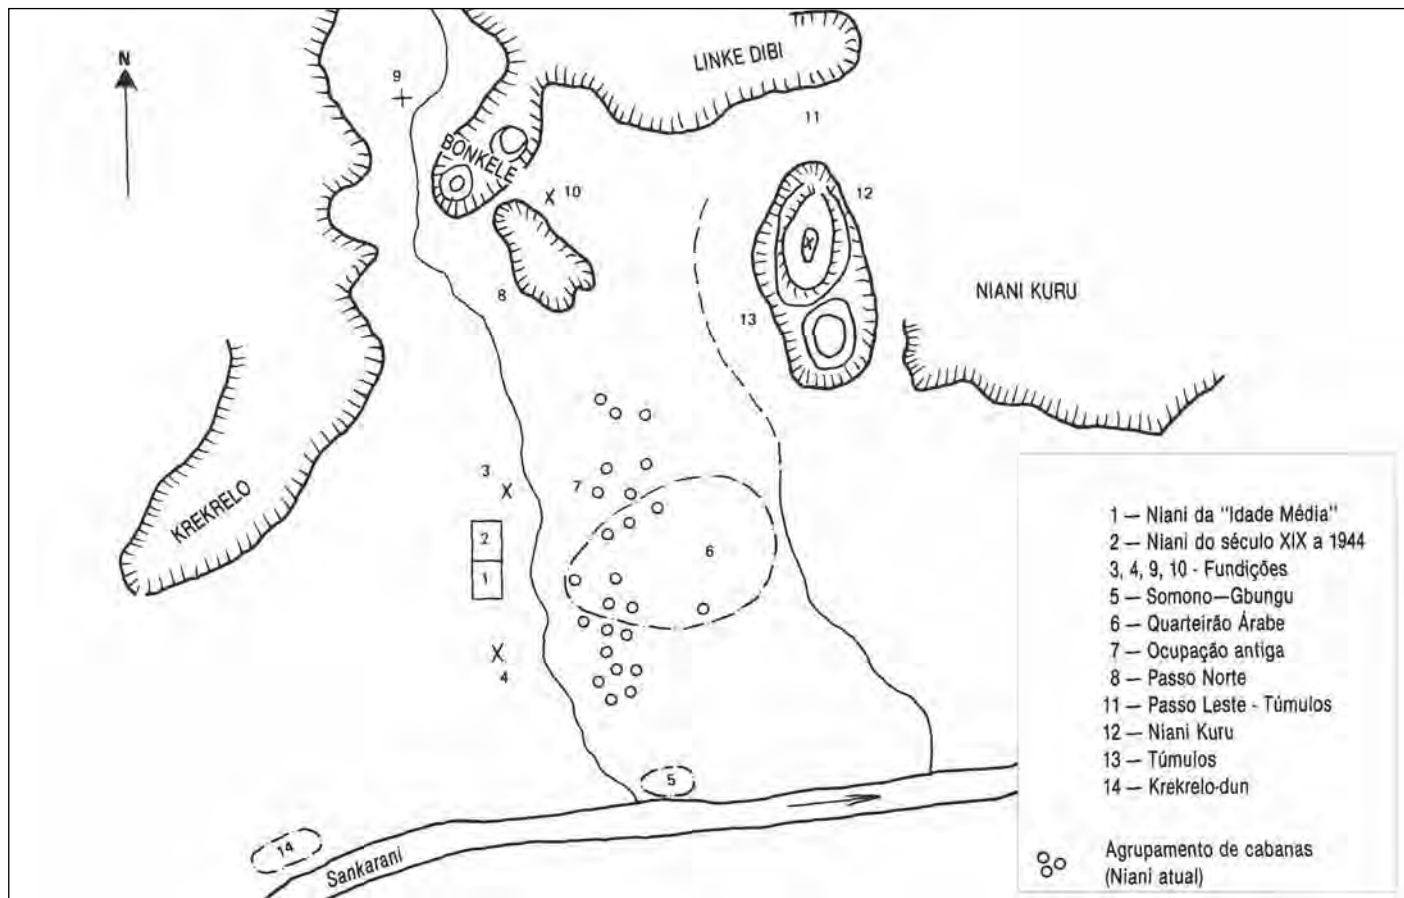 N
LINKE DIBI
9
11
BONKELE
10
12
NIANI KURU
8
13
3
7
KREKRELO
2
6
1
4
5
14
Sankarani
1 — Niani da "Idade Média"
2 — Niani do século XIX a 1944
3, 4, 9, 10 - Fundições
5 — Somono—Gbungu
6 — Quarteirão Árabe
7 — Ocupação antiga
8 — Passo Norte
11 — Passo Leste - Túmulos
12 — Niani Kuru
13 — Túmulos
14 — Krekrelo-dun
Agrupamento de cabanas
(Niani atual)